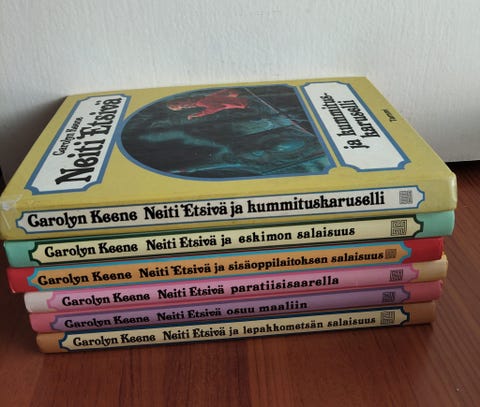 Carolyn Keene
Neiti Etsivä
ja kummitus-
karuselli
Tammi
Carolyn Keene Neiti Etsivä ja kummituskaruselli
Carolyn Keene Neiti Etsivä ja eskimon salaisuus
Carolyn Keene Neiti Etsivä ja sisäoppilaitoksen salaisuus
Carolyn Keene Neiti Etsivä paratiisisaarella
Carolyn Keene Neiti Etsivä osuu maaliin
Carolyn Keene Neiti Etsivä ja lepakkometsän salaisuus